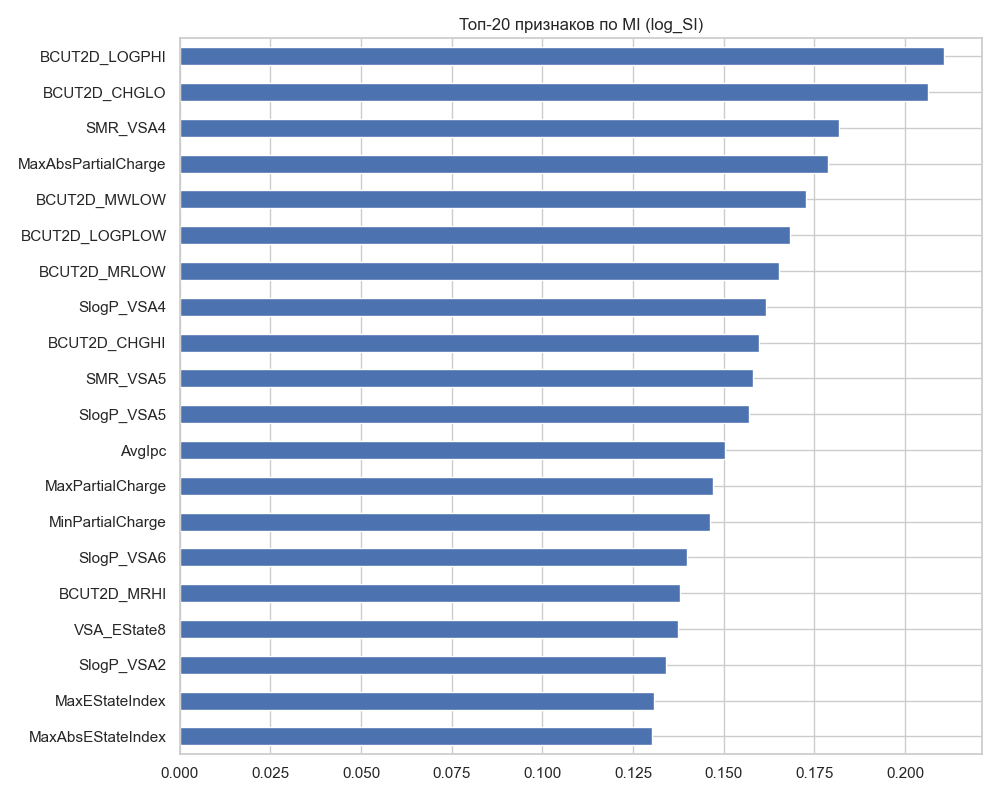 Топ-20 признаков по MI (log_SI)
BCUT2D_LOGPHI
BCUT2D_CHGLO
SMR_VSA4
MaxAbsPartialCharge
BCUT2D_MWLOW
BCUT2D_LOGPLOW
BCUT2D_MRLOW
SlogP_VSA4
BCUT2D_CHGHI
SMR_VSA5
SlogP_VSA5
AvgIpc
MaxPartialCharge
MinPartialCharge
SlogP_VSA6
BCUT2D_MRHI
VSA_EState8
SlogP_VSA2
MaxEStateIndex
MaxAbsEStateIndex
0.000 0.025 0.050 0.075 0.100 0.125 0.150 0.175 0.200